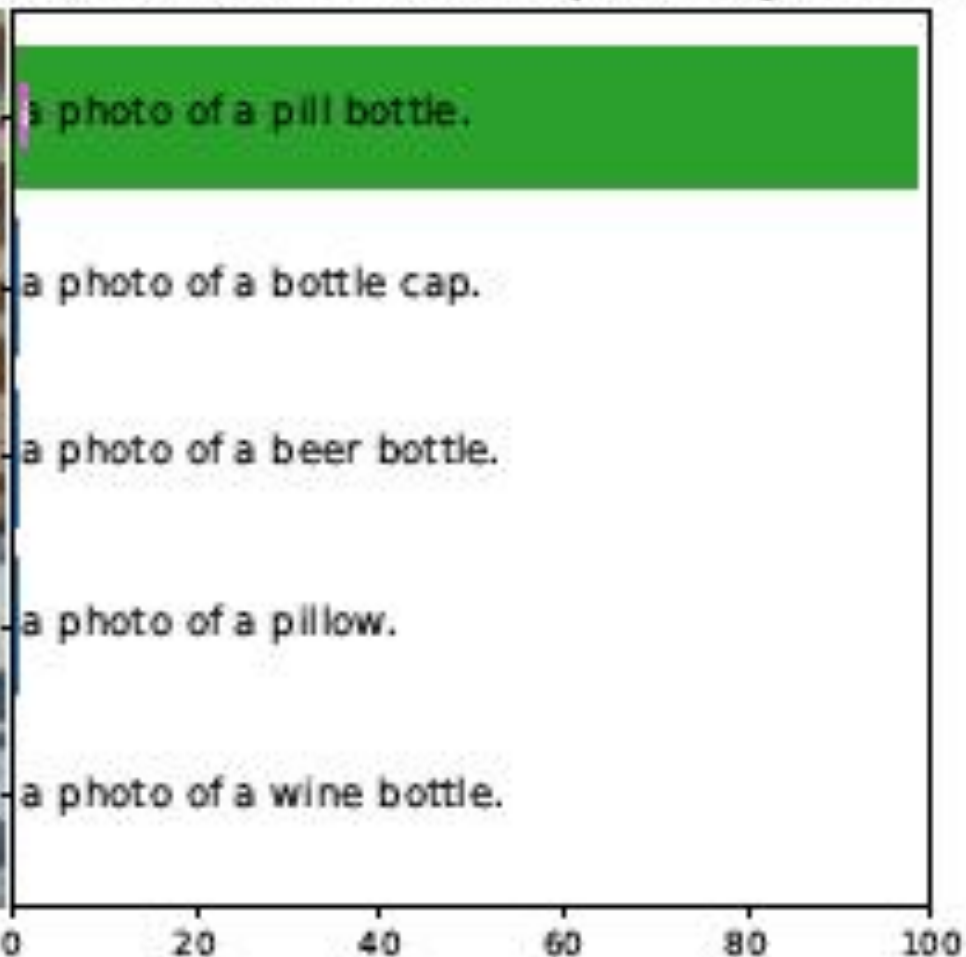 a photo of a pill bottle.
a photo of a bottle cap.
a photo of a beer bottle.
a photo of a pillow.
a photo of a wine bottle.
0 20 40 60 80 100